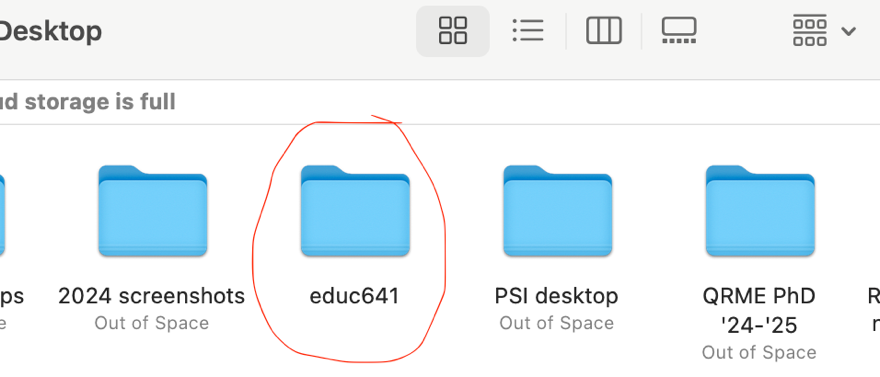 Desktop
ud storage is full
ps
2024 screenshots
Out of Space
educ641
PSI desktop
Out of Space
QRME PhD
'24-'25
Out of Space